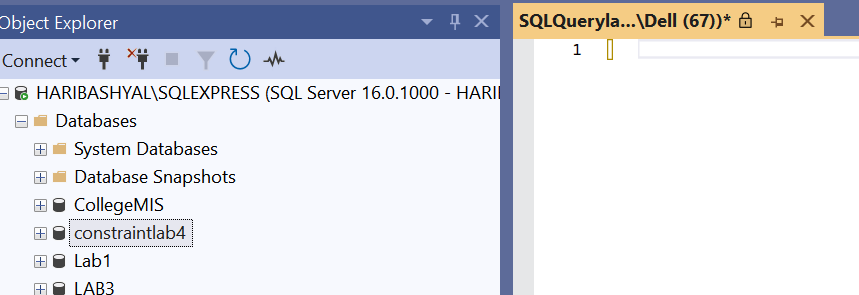 Object Explorer
Connect
HARIBASHYAL\SQLEXPRESS (SQL Server 16.0.1000 - HARI
Databases
System Databases
Database Snapshots
CollegeMIS
constraintlab4
Lab1
LAB3
SQLQueryla...\Dell (67))*
1